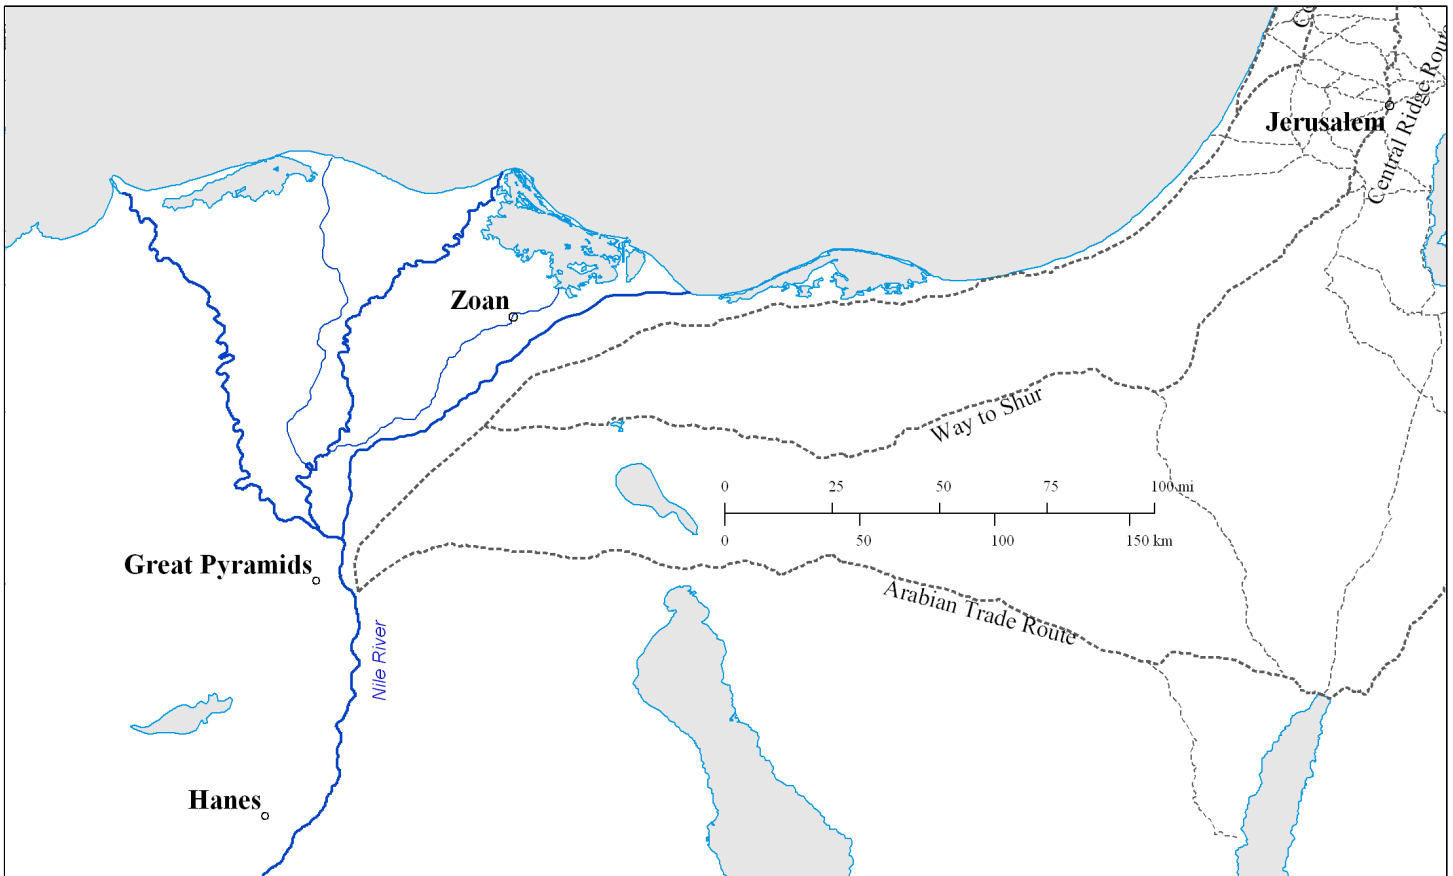 Co
Central Ridge Route
Jerusalem
Zoan
Way to Shur
0 25 50 75 100 mi
0 50 100 150 km
Great Pyramids
Arabian Trade Route
Nile River
Hanes